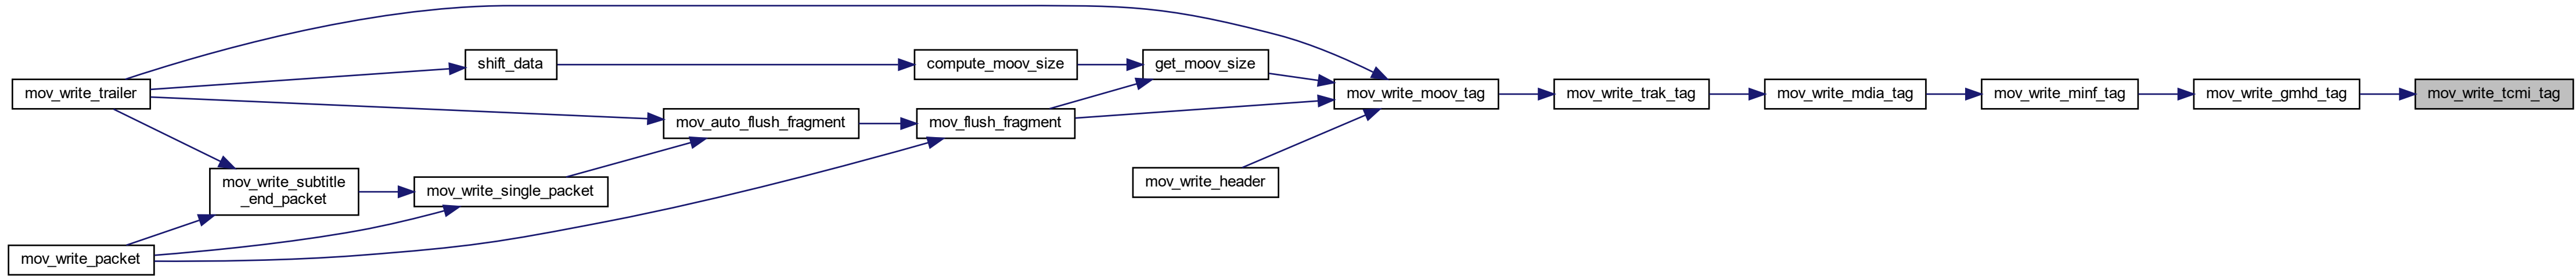 mov_write_trailer
shift_data
compute_moov_size
get_moov_size
mov_write_moov_tag
mov_write_trak_tag
mov_write_mdia_tag
mov_write_minf_tag
mov_write_gmhd_tag
mov_write_tcmi_tag
mov_auto_flush_fragment
mov_flush_fragment
mov_write_subtitle
_end_packet
mov_write_single_packet
mov_write_header
mov_write_packet